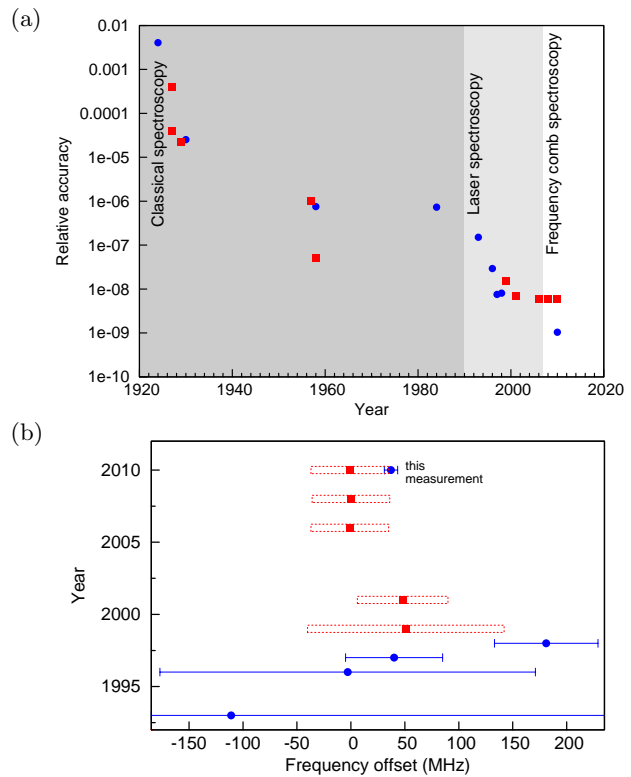 (a)
0.01
0.001
0.0001
1e-05
1e-06
1e-07
1e-08
1e-09
1e-10
Relative accuracy
Classical spectroscopy
Laser spectroscopy
Frequency comb spectroscopy
1920 1940 1960 1980 2000 2020
Year
(b)
2010
2005
2000
1995
Year
this
measurement
-150 -100 -50 0 50 100 150 200
Frequency offset (MHz)